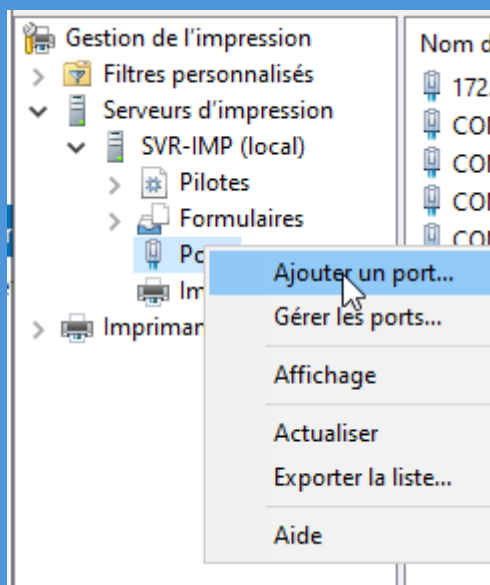 Gestion de l'impression
Filtres personnalisés
Serveurs d'impression
SVR-IMP (local)
Pilotes
Formulaires
Ajouter un port...
Gérer les ports...
Affichage
Actualiser
Exporter la liste...
Aide
Nom
172.